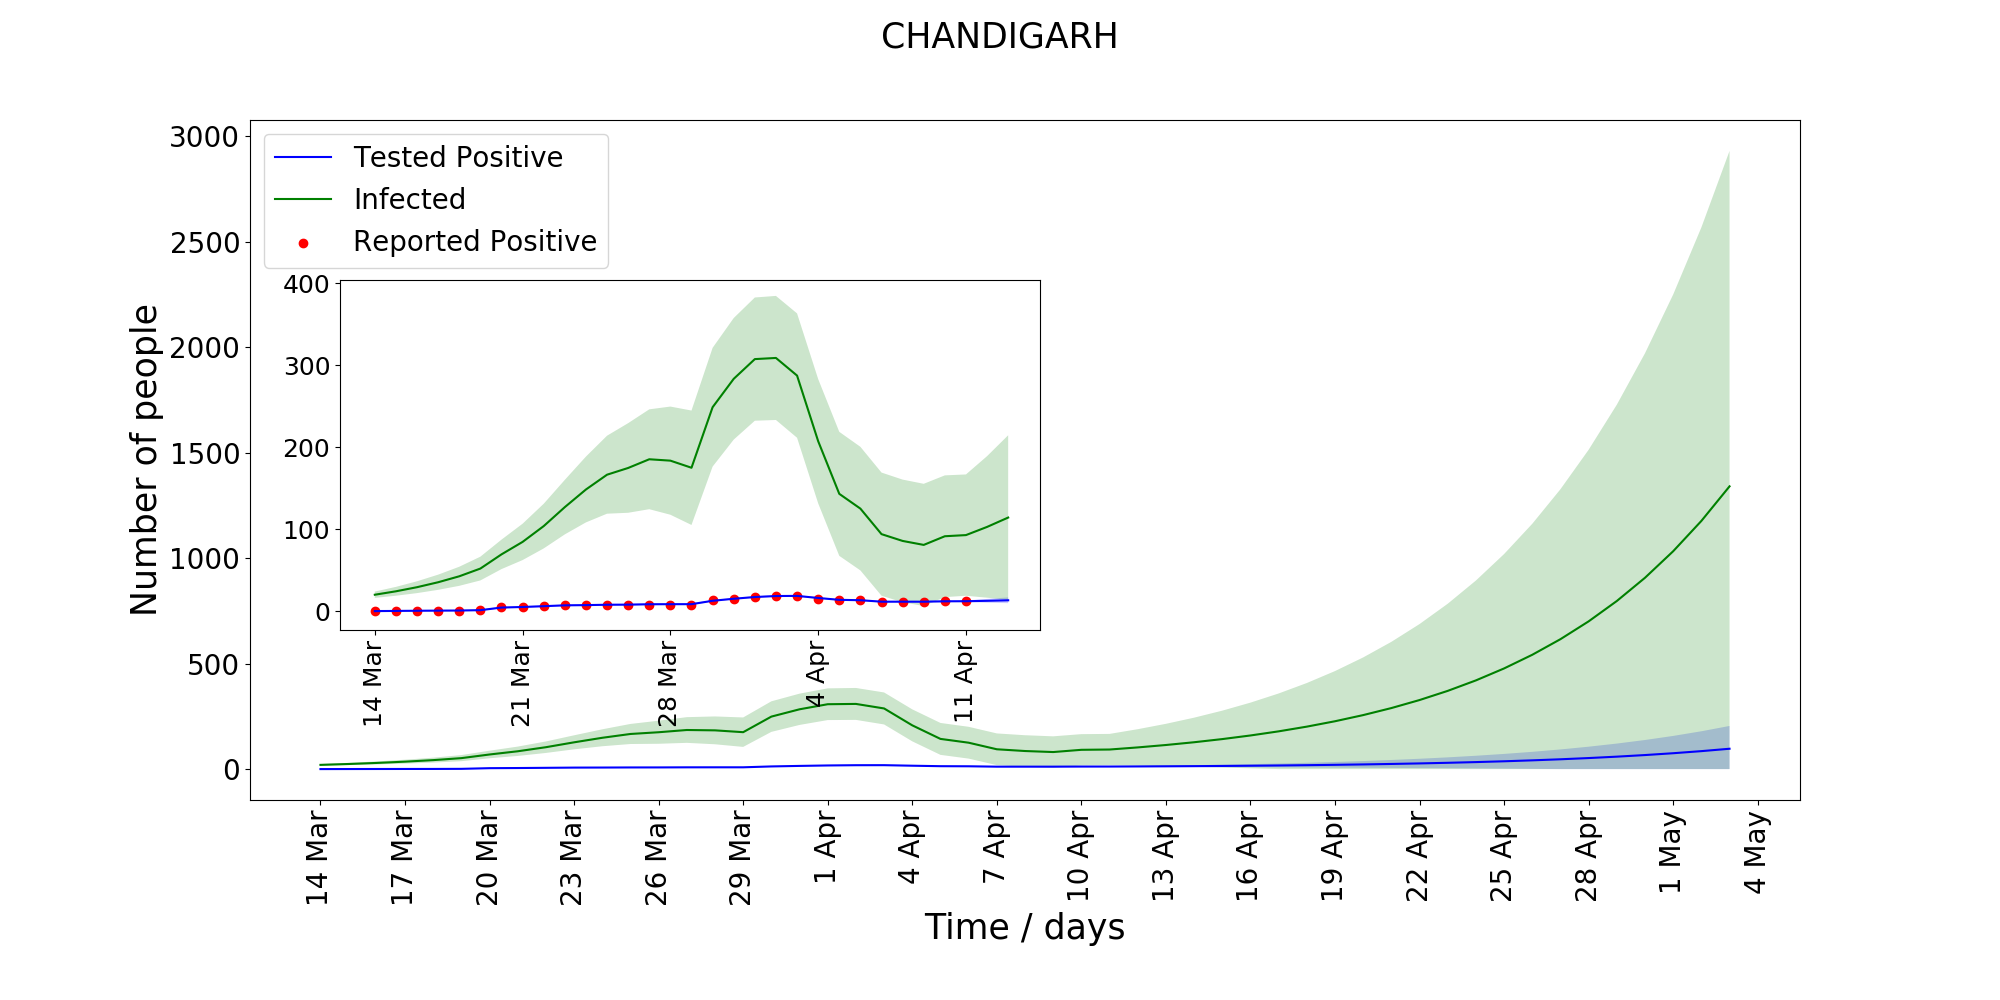 CHANDIGARH
Tested Positive
Infected
Reported Positive
Number of people
3000
2500
2000
1500
1000
500
0
400
300
200
100
0
14 Mar
21 Mar
28 Mar
4 Apr
11 Apr
14 Mar
17 Mar
20 Mar
23 Mar
26 Mar
29 Mar
1 Apr
4 Apr
7 Apr
10 Apr
13 Apr
16 Apr
19 Apr
22 Apr
25 Apr
28 Apr
1 May
4 May
Time / days